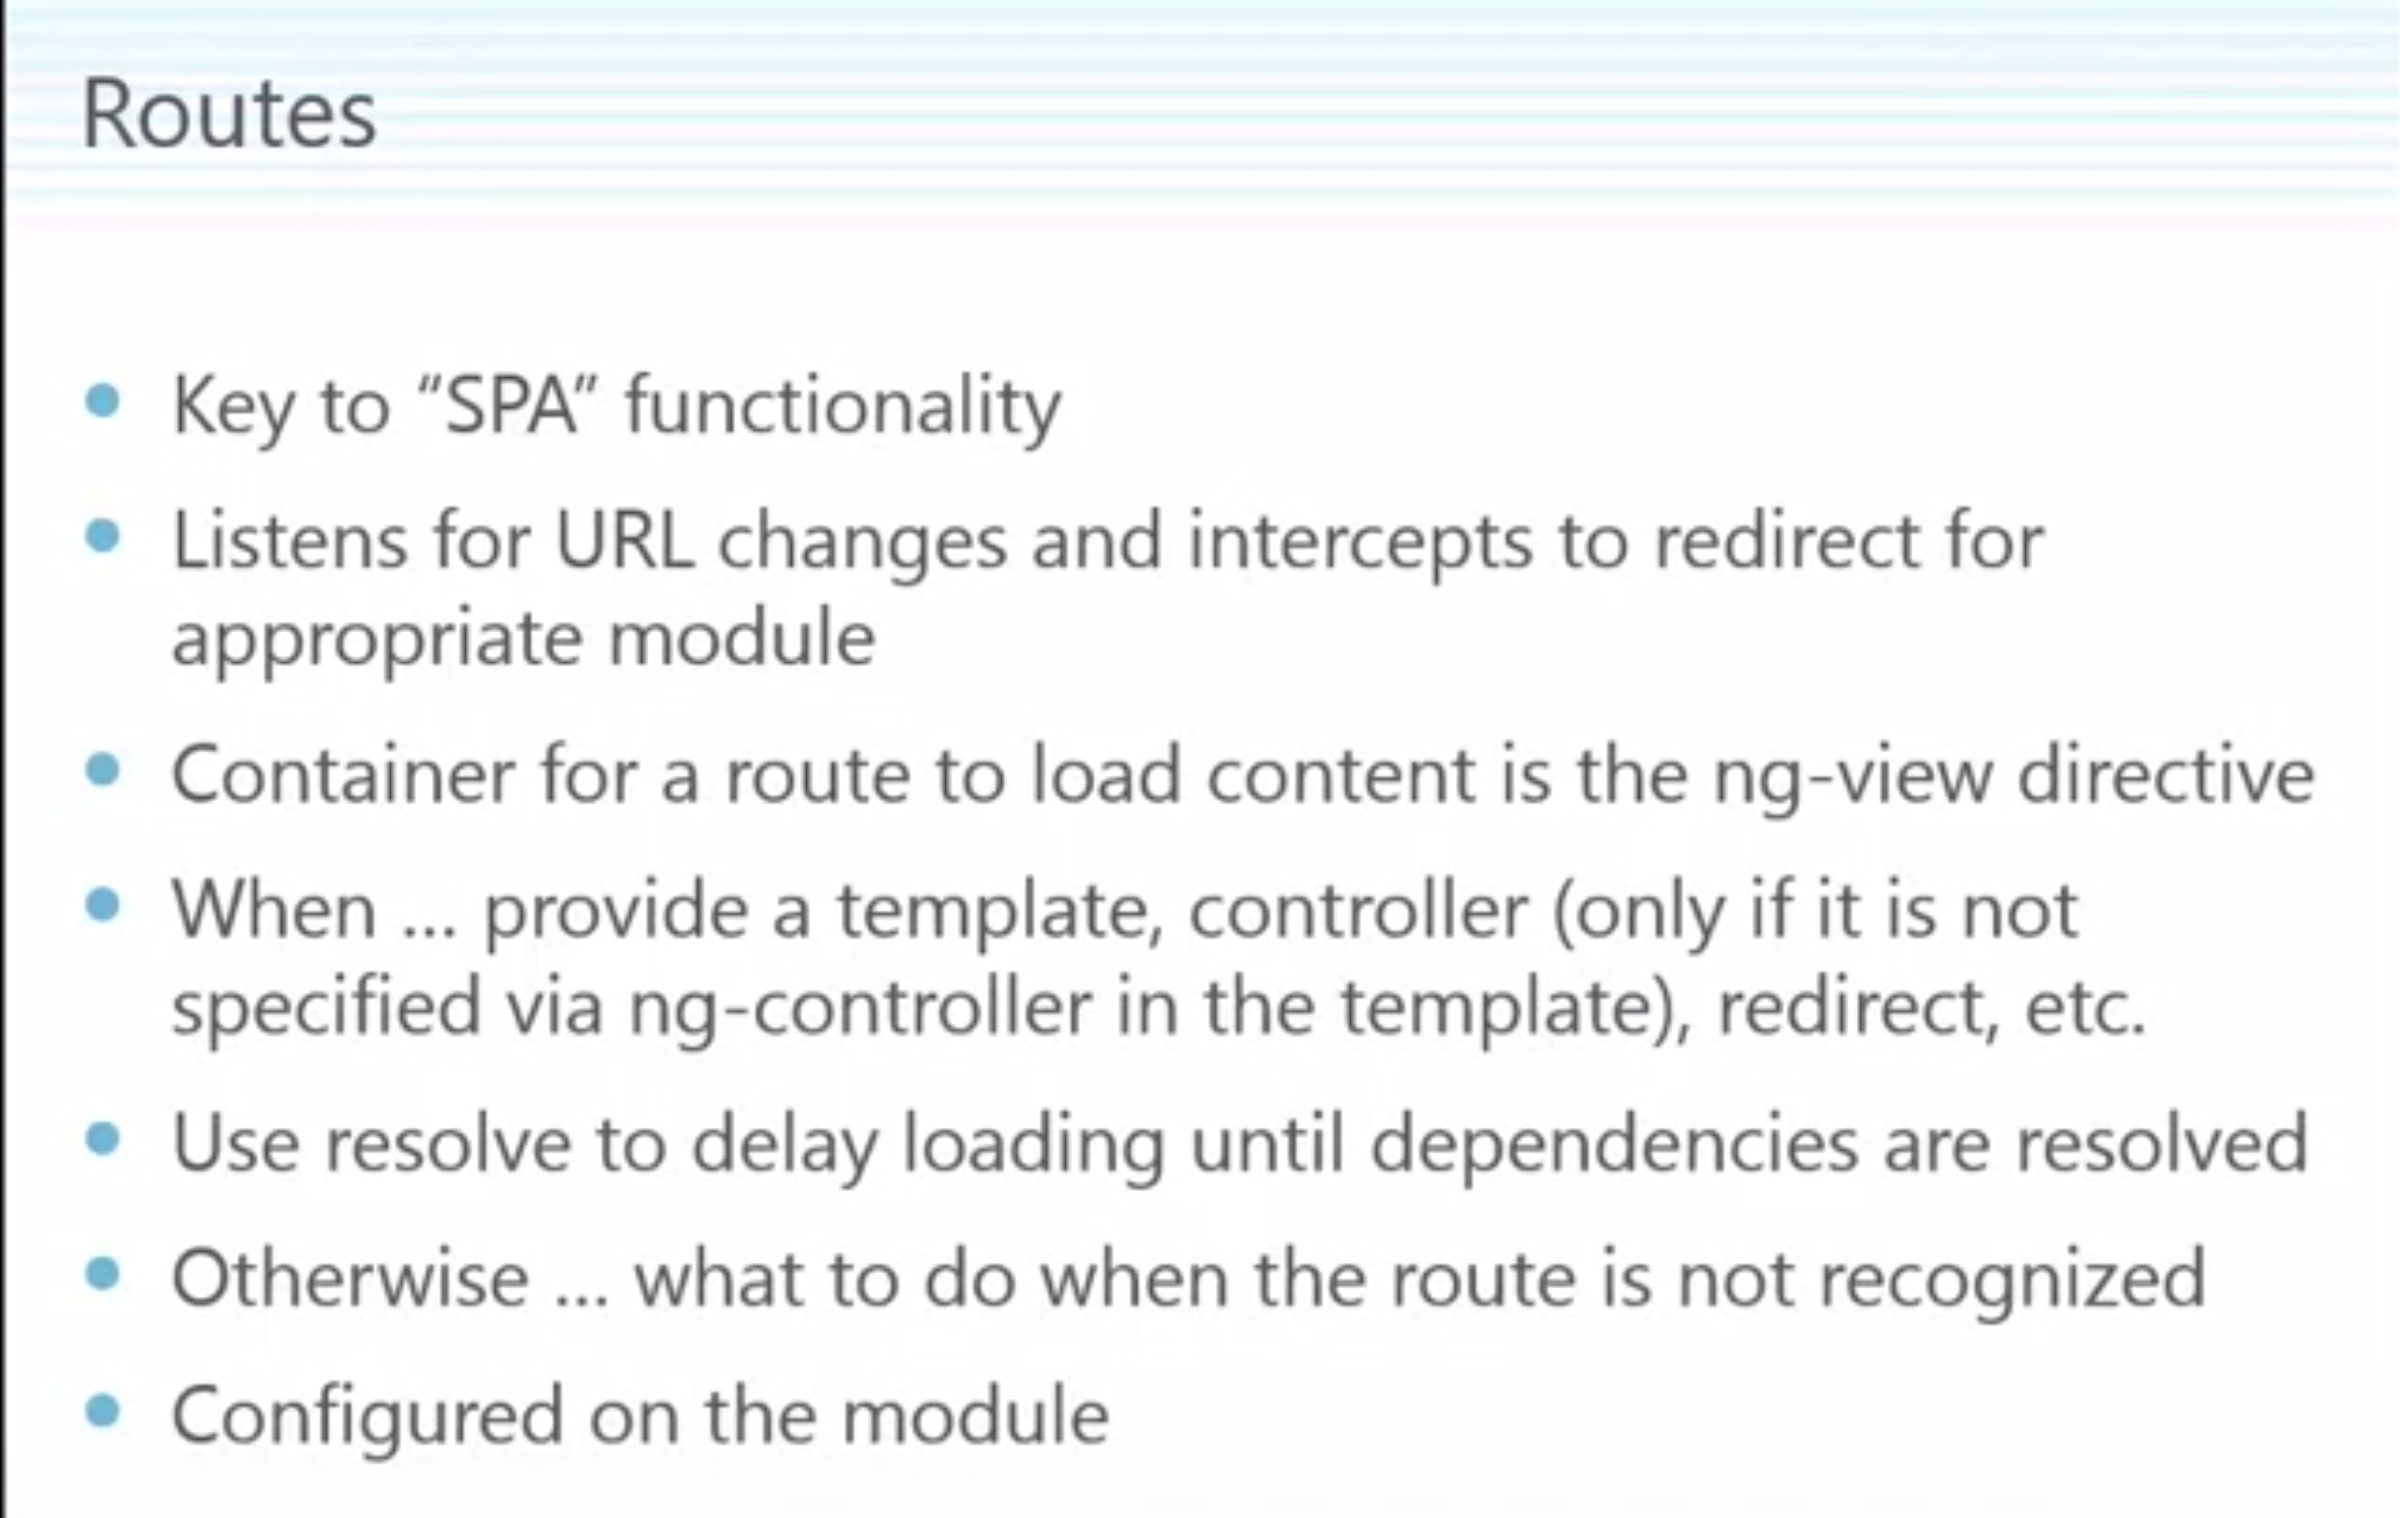 Routes
Key to “SPA” functionality
Listens for URL changes and intercepts to redirect for
appropriate module
Container for a route to load content is the ng-view directive
When ... provide a template, controller (only if it is not
specified via ng-controller in the template), redirect, etc.
Use resolve to delay loading until dependencies are resolved
Otherwise ... what to do when the route is not recognized
Configured on the module